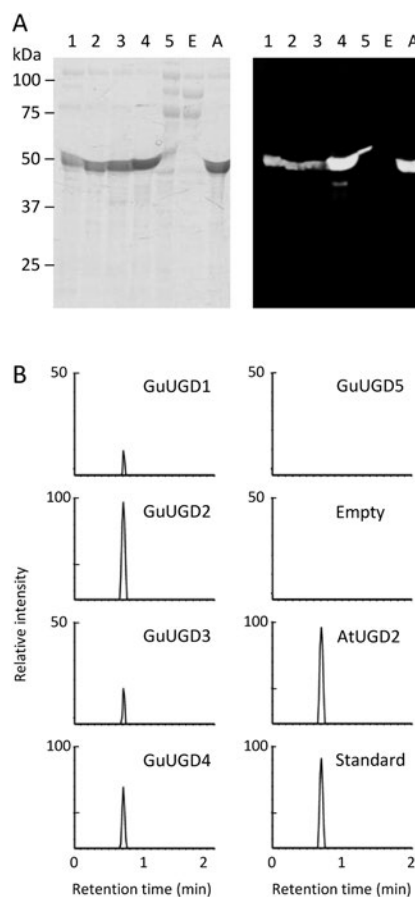 A
1 2 3 4 5 E A
1 2 3 4 5 E A
kDa
100
75
50
37
25
B
50
GuUGD1
50
GuUGD5
100
GuUGD2
50
Empty
50
GuUGD3
100
AtUGD2
100
GuUGD4
100
Standard
Relative intensity
0 1 2
0 1 2
Retention time (min)
Retention time (min)